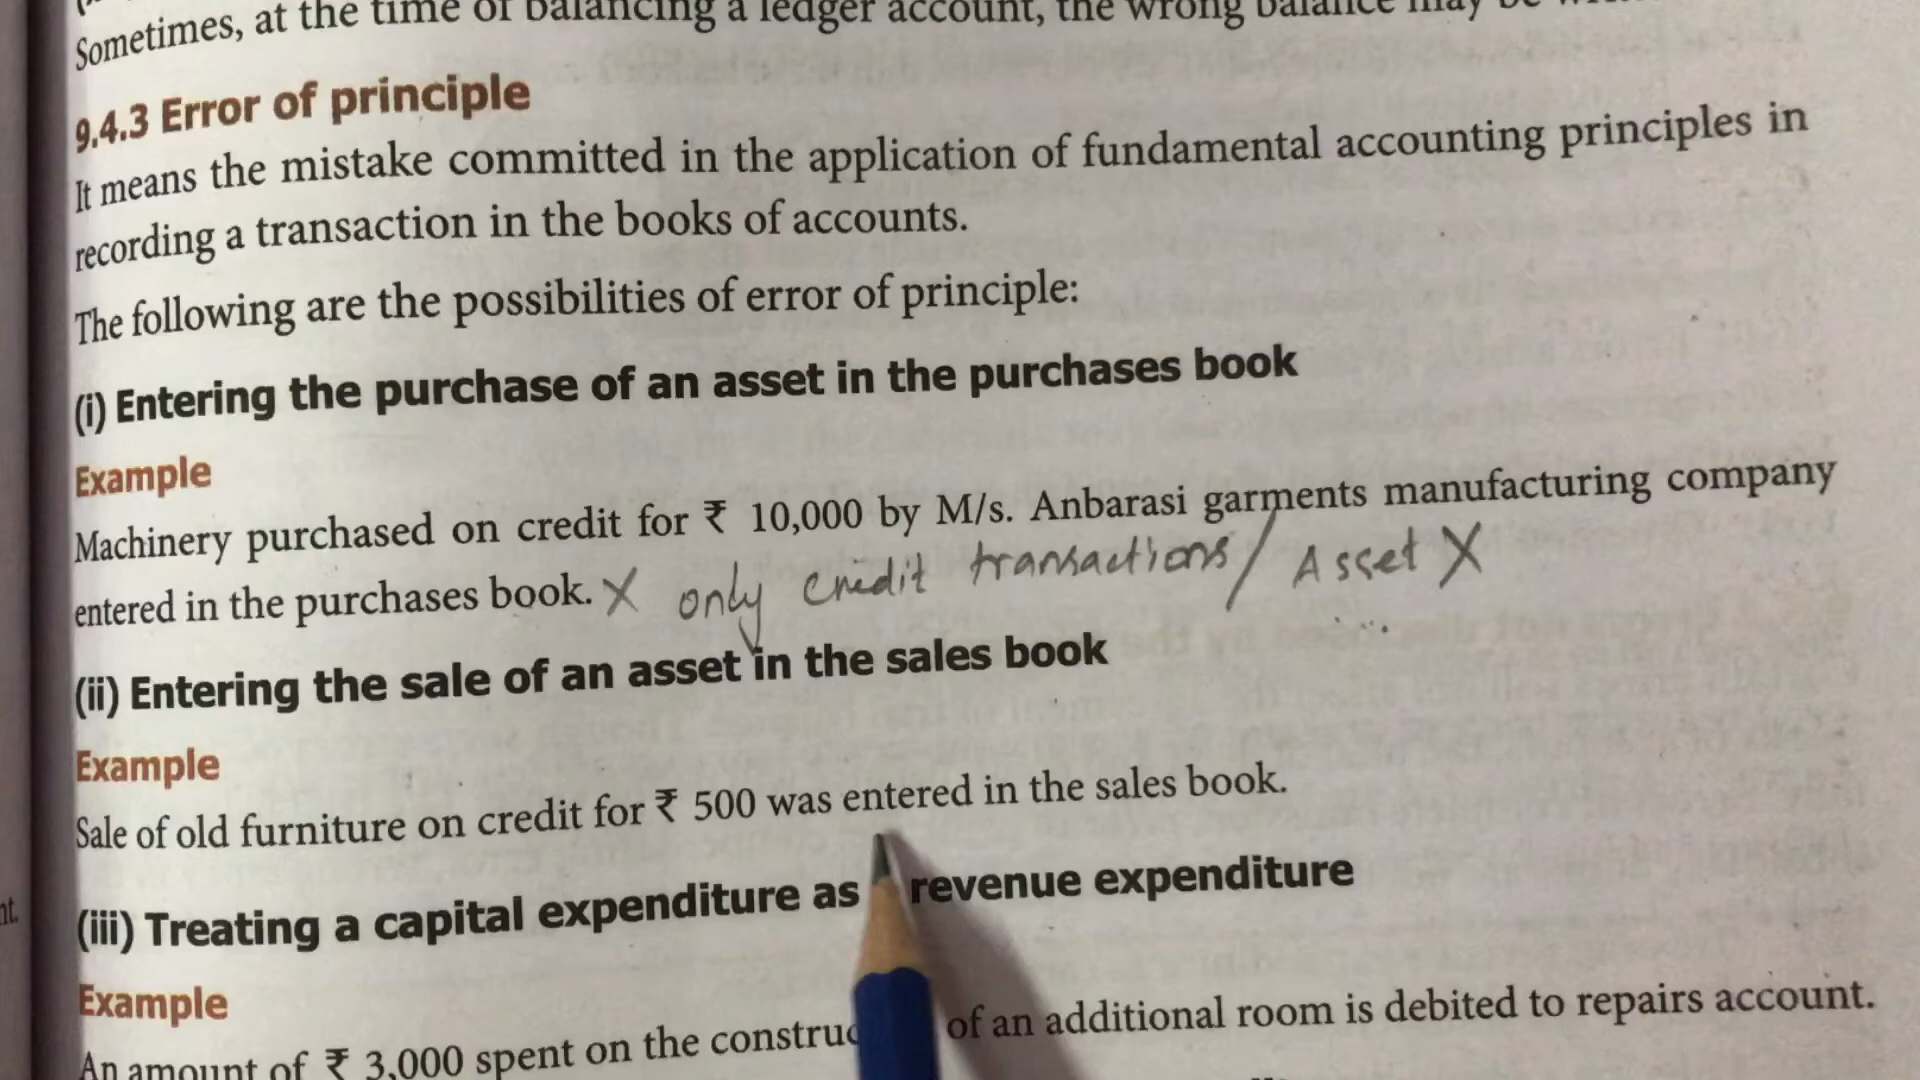 Sometimes, at the time of balancing a ledger account, the wrong balance may be
9.4.3 Error of principle
It means the mistake committed in the application of fundamental accounting principles in
recording a transaction in the books of accounts.
The following are the possibilities of error of principle:
(i) Entering the purchase of an asset in the purchases book
Example
Machinery purchased on credit for ₹ 10,000 by M/s. Anbarasi garments manufacturing company
entered in the purchases book. X only credit transactions / Asset X
(ii) Entering the sale of an asset in the sales book
Example
Sale of old furniture on credit for ₹ 500 was entered in the sales book.
(iii) Treating a capital expenditure as revenue expenditure
Example
An amount of ₹ 3,000 spent on the construc of an additional room is debited to repairs account.